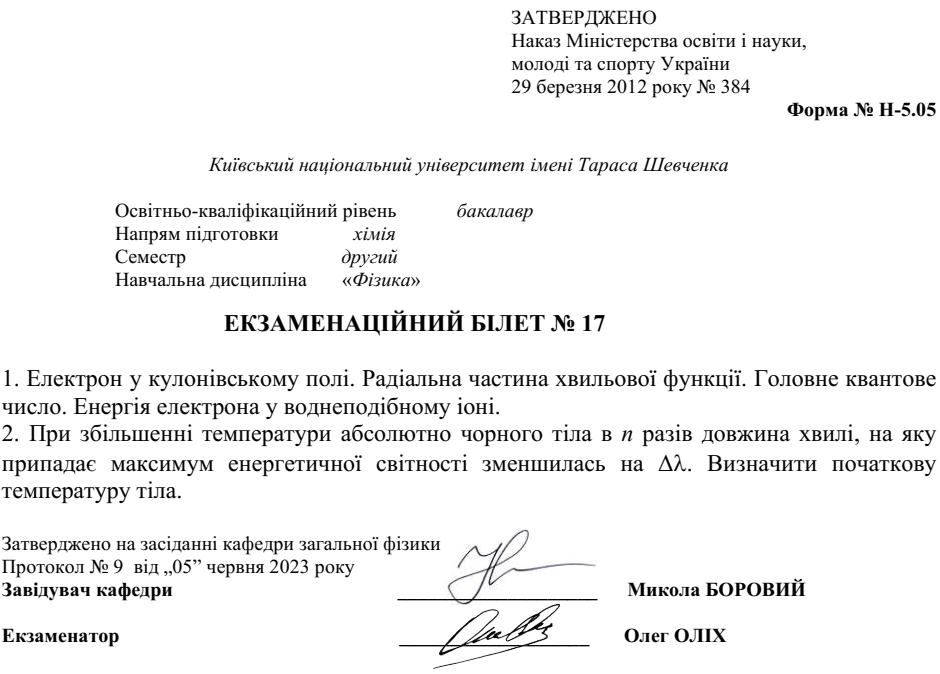 ЗАТВЕРДЖЕНО
Наказ Міністерства освіти і науки,
молоді та спорту України
29 березня 2012 року № 384
Форма № Н-5.05
Київський національний університет імені Тараса Шевченка
Освітньо-кваліфікаційний рівень бакалавр
Напрям підготовки хімія
Семестр другий
Навчальна дисципліна «Фізика»
ЕКЗАМЕНАЦІЙНИЙ БІЛЕТ № 17
1. Електрон у кулонівському полі. Радіальна частина хвильової функції. Головне квантове
число. Енергія електрона у воднеподібному іоні.
2. При збільшенні температури абсолютно чорного тіла в n разів довжина хвилі, на яку
припадає максимум енергетичної світності зменшилась на Δλ. Визначити початкову
температуру тіла.
Затверджено на засіданні кафедри загальної фізики
Протокол № 9 від „05” червня 2023 року
Завідувач кафедри ____________________ Микола БОРОВИЙ
Екзаменатор ___________________ Олег ОЛІХ